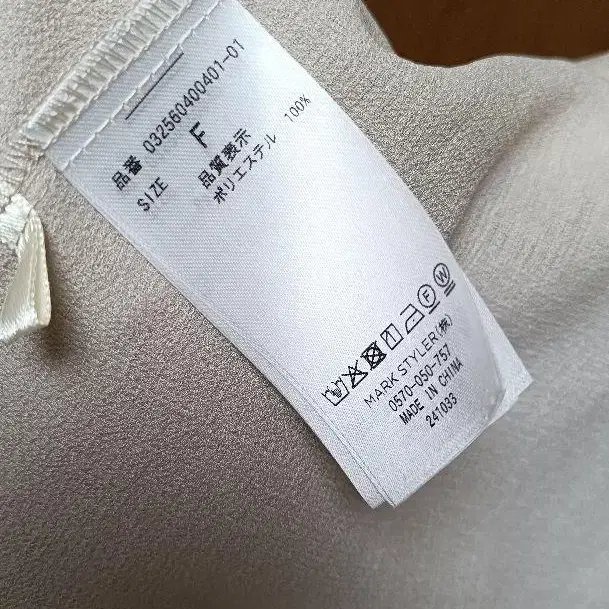 品番 032560400401-01
SIZE F
品質表示
ポリエステル 100%
F W
MARK STYLER(株)
0570-050-757
MADE IN CHINA
241033